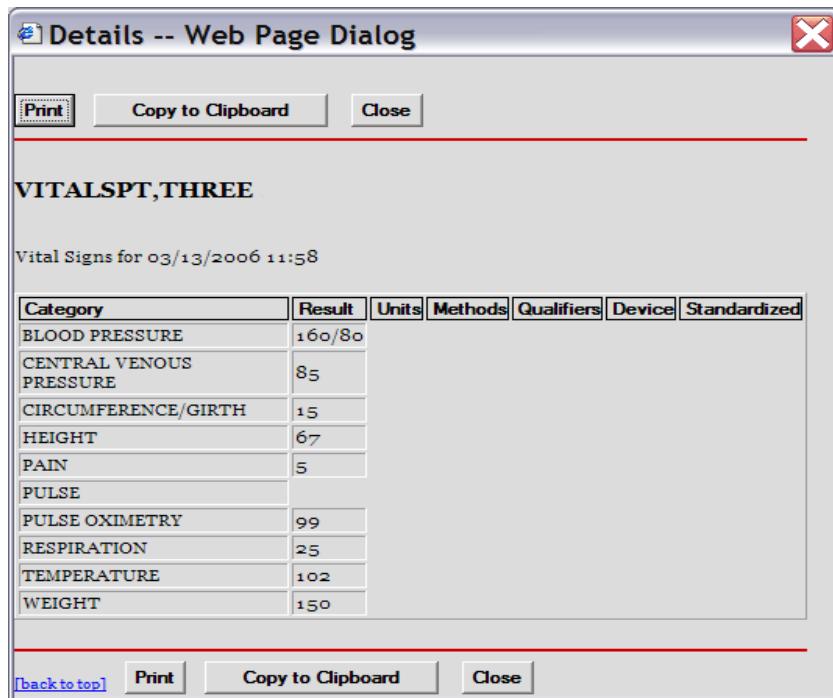 Details -- Web Page Dialog
Print Copy to Clipboard Close
VITALSPT,THREE
Vital Signs for 03/13/2006 11:58
Category Result Units Methods Qualifiers Device Standardized
BLOOD PRESSURE 160/80
CENTRAL VENOUS
PRESSURE 85
CIRCUMFERENCE/GIRTH 15
HEIGHT 67
PAIN 5
PULSE
PULSE OXIMETRY 99
RESPIRATION 25
TEMPERATURE 102
WEIGHT 150
[back to top] Print Copy to Clipboard Close